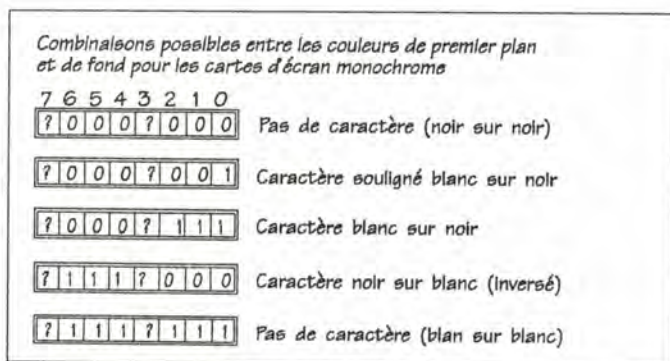 Combinaisons possibles entre les couleurs de premier plan
et de fond pour les cartes d'écran monochrome
7 6 5 4 3 2 1 0
? 0 0 0 ? 0 0 0 Pas de caractère (noir sur noir)
? 0 0 0 ? 0 0 1 Caractère souligné blanc sur noir
? 0 0 0 ? 1 1 1 Caractère blanc sur noir
? 1 1 1 ? 0 0 0 Caractère noir sur blanc (inversé)
? 1 1 1 ? 1 1 1 Pas de caractère (blan sur blanc)